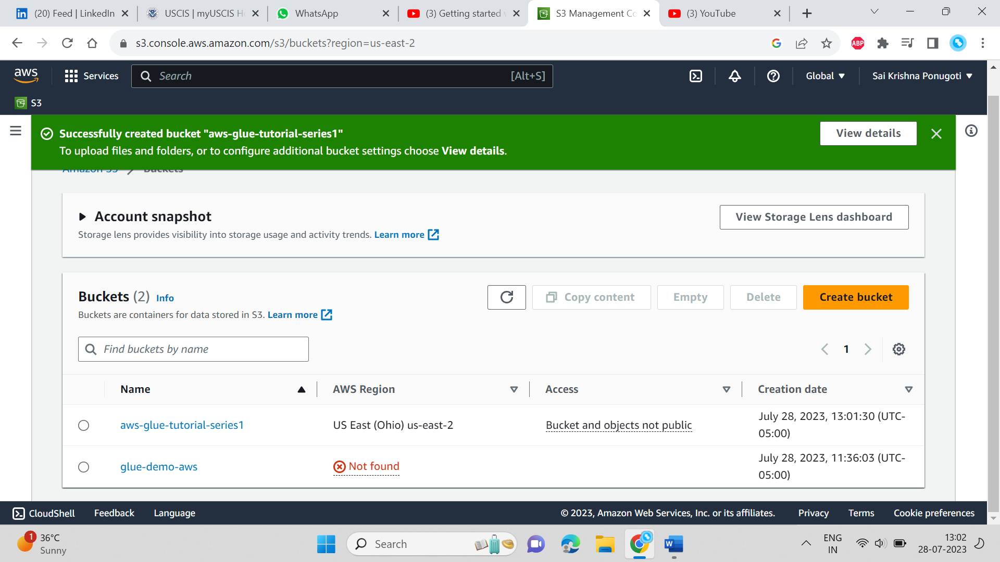 (20) Feed | LinkedIn
USCIS | myUSCIS H
WhatsApp
(3) Getting started
S3 Management Co
(3) YouTube
s3.console.aws.amazon.com/s3/buckets?region=us-east-2
ABP
aws
Services
Search
[Alt+S]
Global
Sai Krishna Ponugoti
S3
Successfully created bucket "aws-glue-tutorial-series1"
To upload files and folders, or to configure additional bucket settings choose View details.
View details
Amazon S3
Buckets
Account snapshot
Storage lens provides visibility into storage usage and activity trends. Learn more
View Storage Lens dashboard
Buckets (2) Info
Buckets are containers for data stored in S3. Learn more
Copy content
Empty
Delete
Create bucket
Find buckets by name
1
Name
AWS Region
Access
Creation date
aws-glue-tutorial-series1
US East (Ohio) us-east-2
Bucket and objects not public
July 28, 2023, 13:01:30 (UTC-
05:00)
glue-demo-aws
Not found
July 28, 2023, 11:36:03 (UTC-
05:00)
CloudShell
Feedback
Language
© 2023, Amazon Web Services, Inc. or its affiliates.
Privacy
Terms
Cookie preferences
1
36°C
Sunny
Search
W
ENG
IN
13:02
28-07-2023